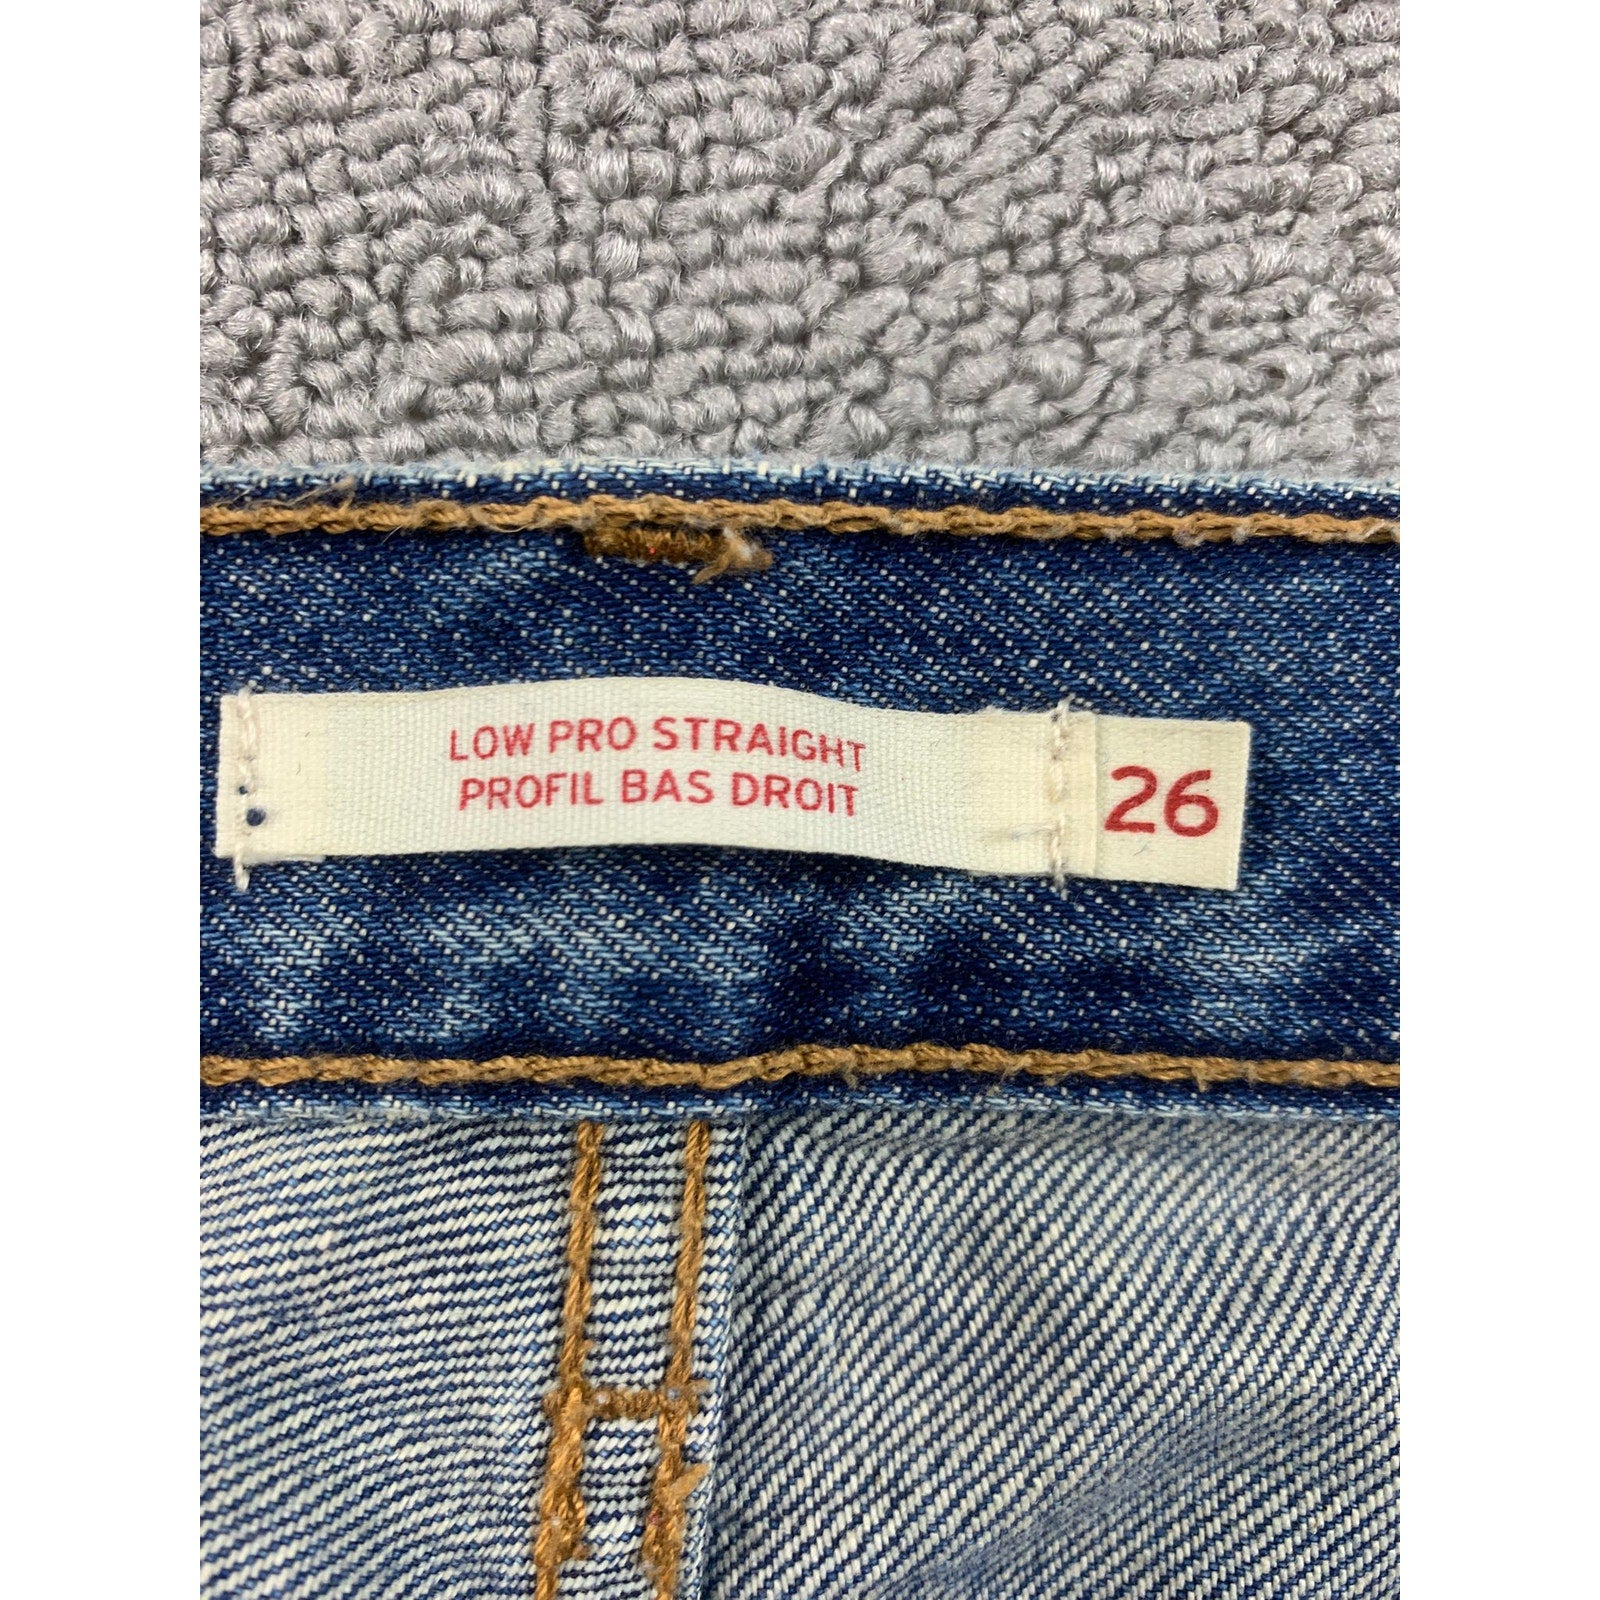 LOW PRO STRAIGHT
PROFIL BAS DROIT
26